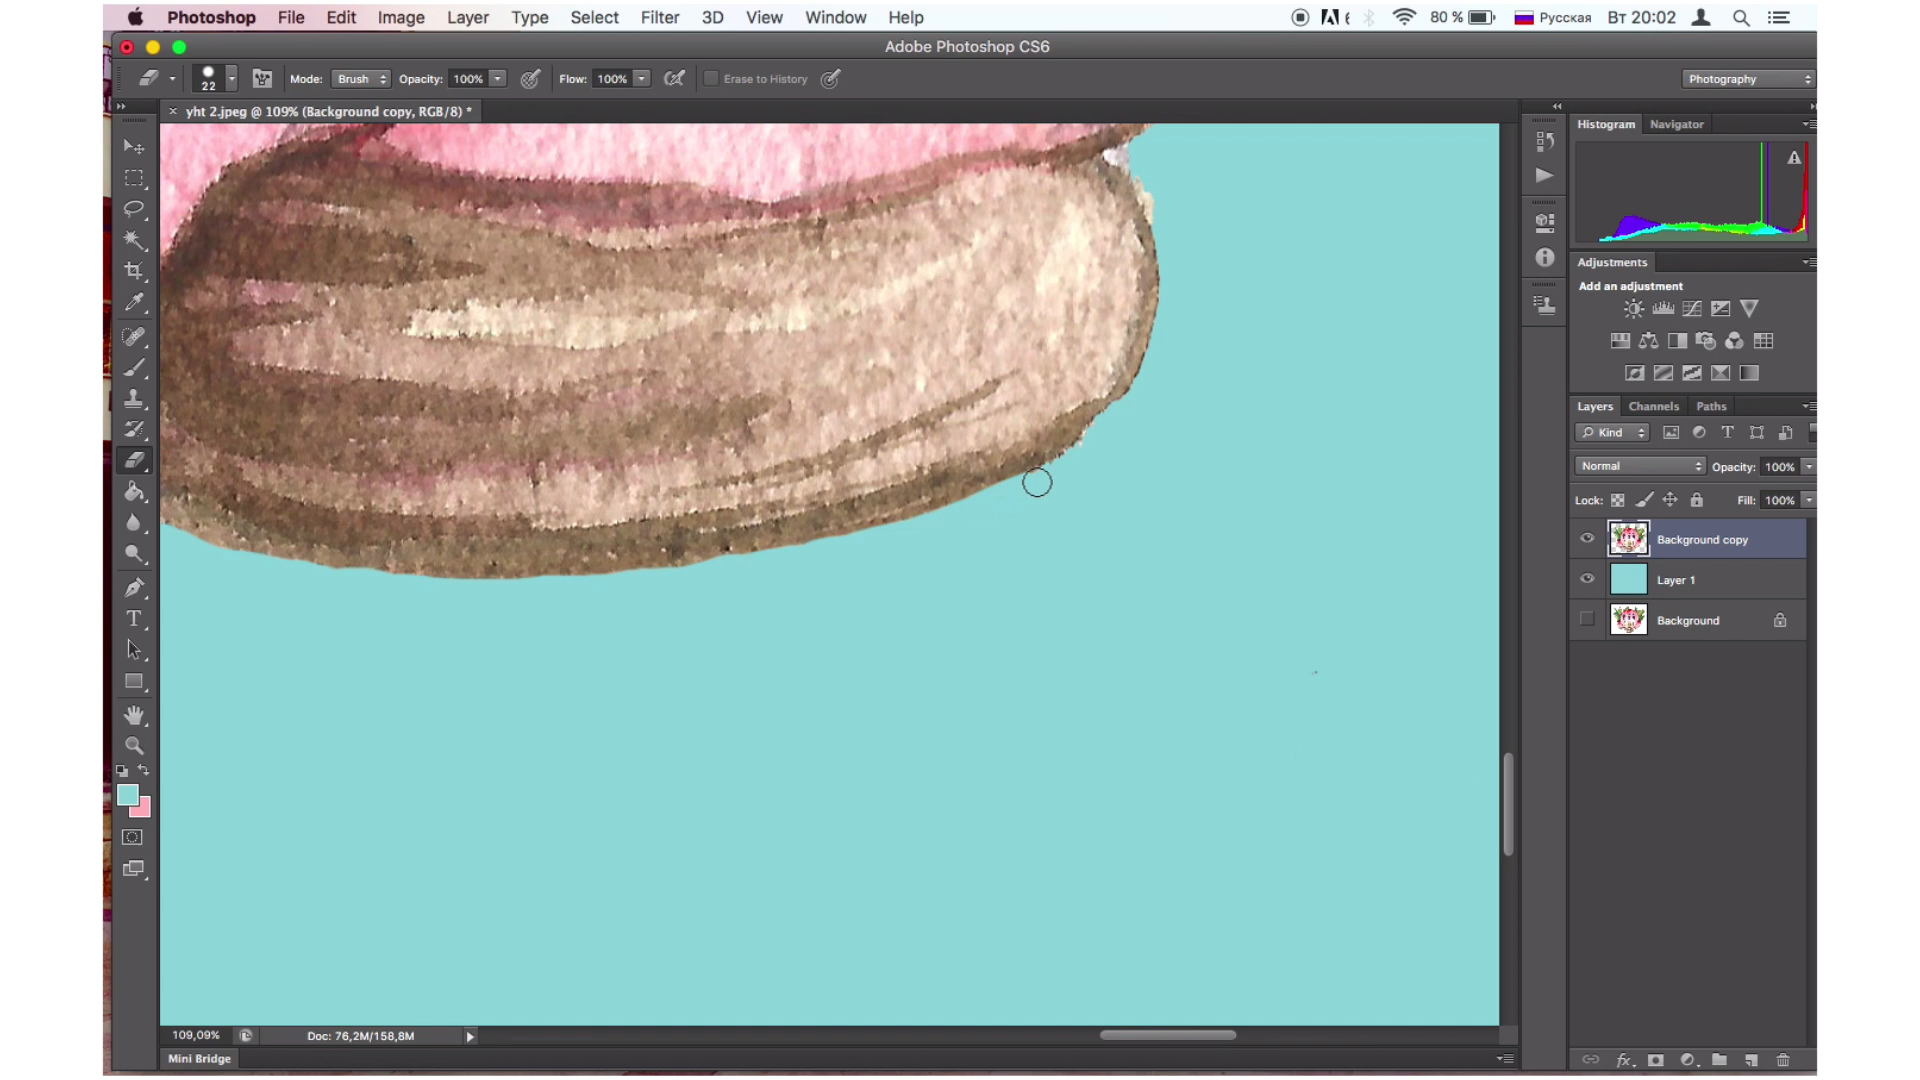 Photoshop File Edit Image Layer Type Select Filter 3D View Window Help 6 80 % Русская Вт 20:02
Adobe Photoshop CS6
22 Mode: Brush Opacity: 100% Flow: 100% Erase to History Photography
× yht 2.jpeg @ 109% (Background copy, RGB/8) *
Histogram Navigator
Adjustments
Add an adjustment
Layers Channels Paths
Kind
Normal Opacity: 100%
Lock: Fill: 100%
Background copy
Layer 1
Background
109,09% Doc: 76,2M/158,8M
Mini Bridge